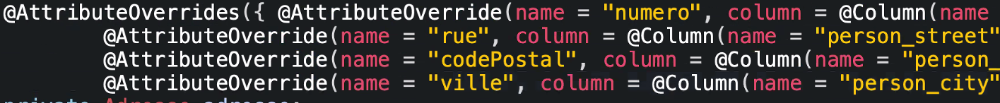 @AttributeOverrides({ @AttributeOverride(name = "numero", column = @Column(name
@AttributeOverride(name = "rue", column = @Column(name = "person_street"
@AttributeOverride(name = "codePostal", column = @Column(name = "person_
@AttributeOverride(name = "ville", column = @Column(name = "person_city"
private Adresse adresse;